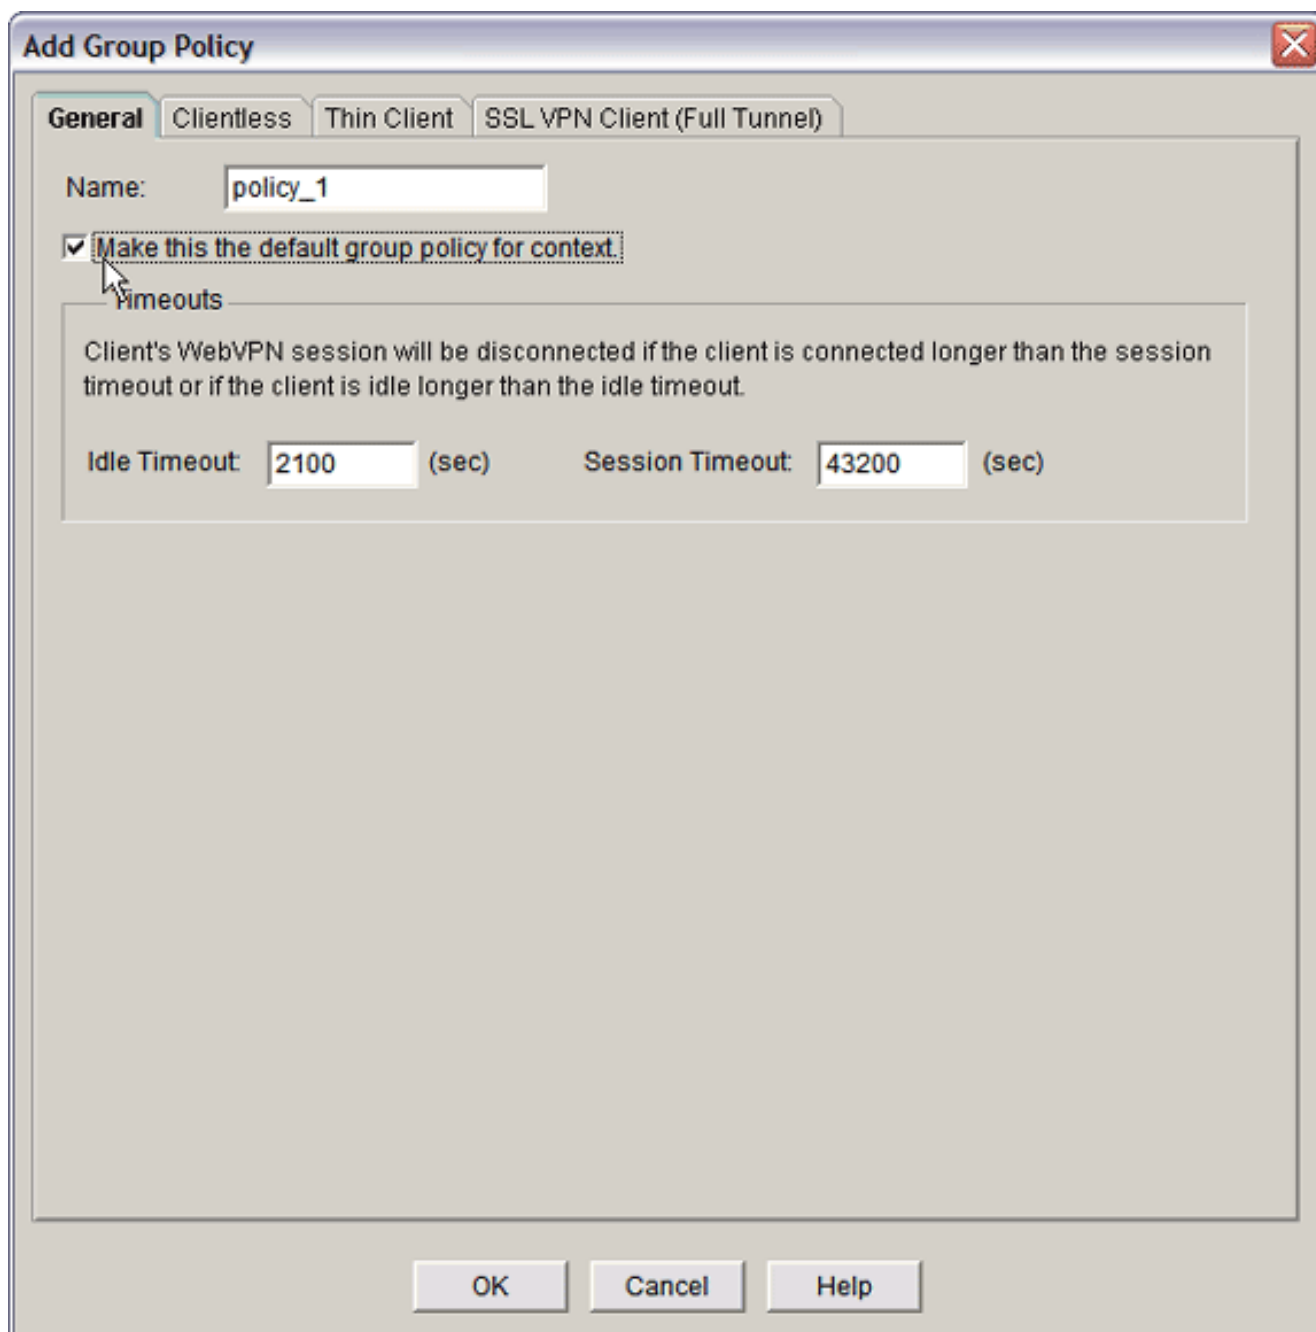 Add Group Policy
General Clientless Thin Client SSL VPN Client (Full Tunnel)
Name: policy_1
Make this the default group policy for context.
Timeouts
Client's WebVPN session will be disconnected if the client is connected longer than the session
timeout or if the client is idle longer than the idle timeout.
Idle Timeout: 2100 (sec) Session Timeout: 43200 (sec)
OK Cancel Help